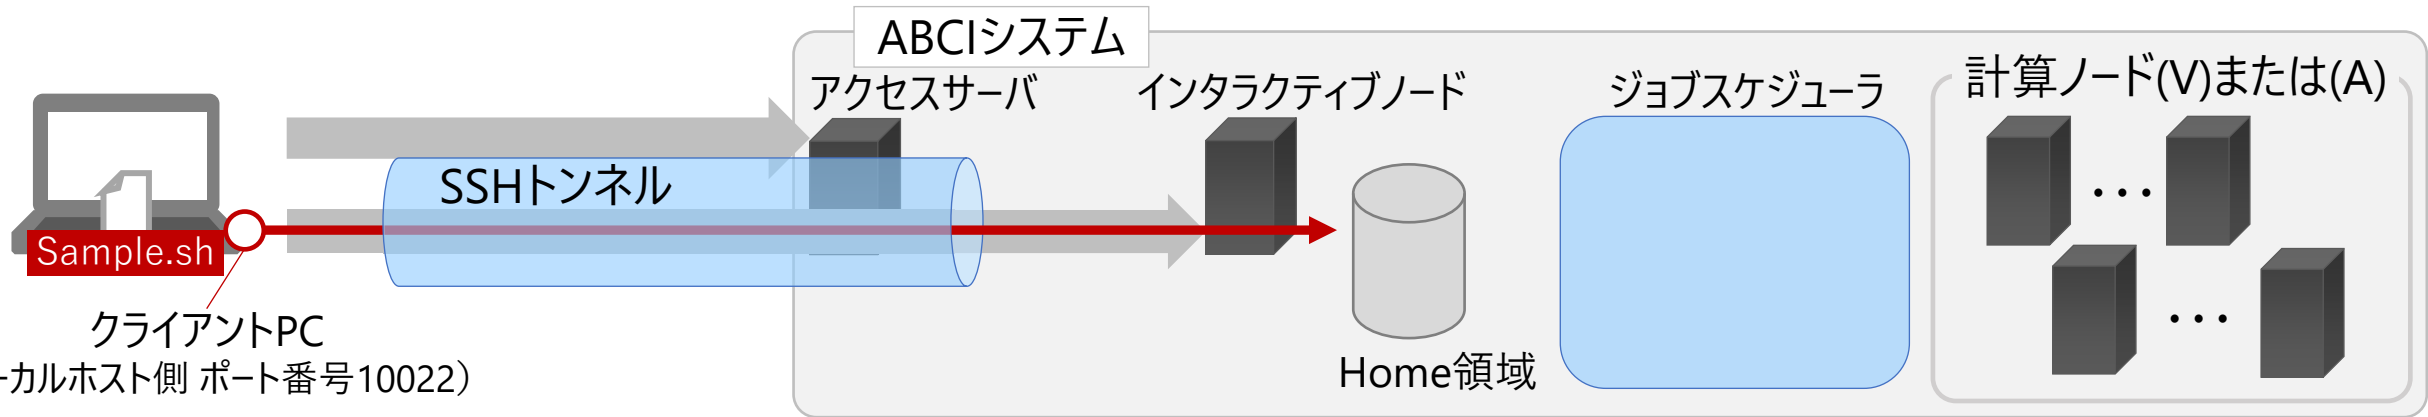 ABCIシステム
アクセスサーバ
インタラクティブノード
ジョブスケジューラ
計算ノード(V)または(A)
SSHトンネル
Sample.sh
クライアントPC
ーカルホスト側 ポート番号10022）
Home領域